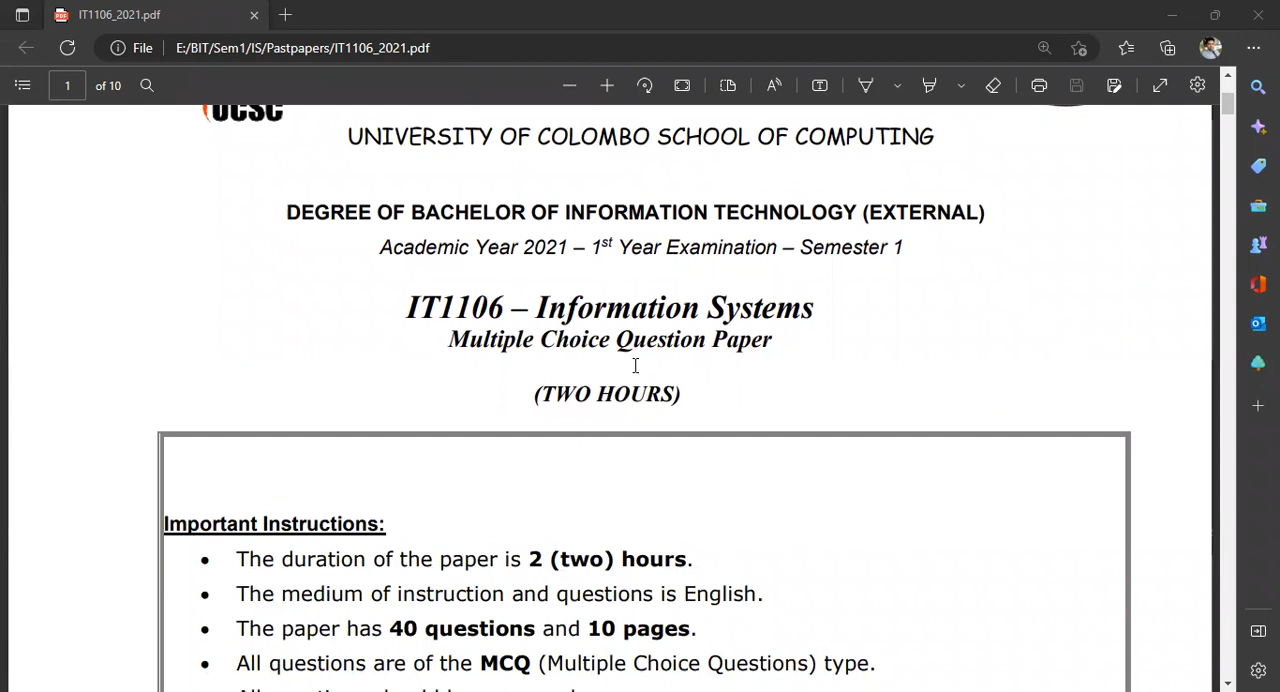 IT1106_2021.pdf
File
E:/BIT/Sem1/IS/Pastpapers/IT1106_2021.pdf
1 of 10
UCSC
UNIVERSITY OF COLOMBO SCHOOL OF COMPUTING
DEGREE OF BACHELOR OF INFORMATION TECHNOLOGY (EXTERNAL)
Academic Year 2021 – 1st Year Examination – Semester 1
IT1106 – Information Systems
Multiple Choice Question Paper
(TWO HOURS)
Important Instructions:
• The duration of the paper is 2 (two) hours.
• The medium of instruction and questions is English.
• The paper has 40 questions and 10 pages.
• All questions are of the MCQ (Multiple Choice Questions) type.